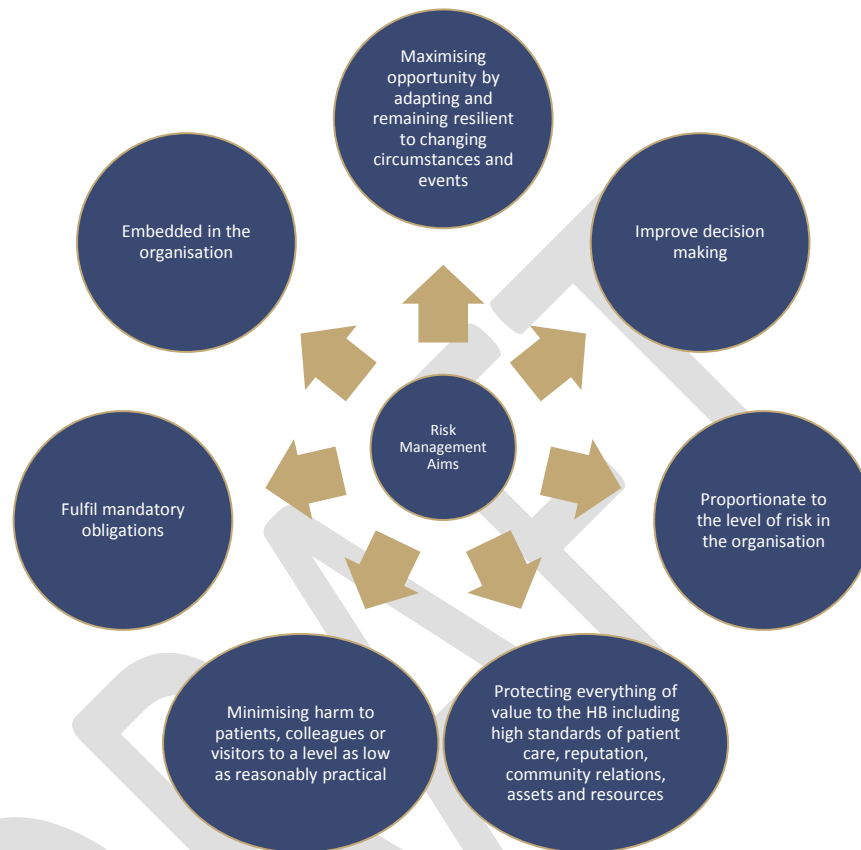 Maximising
opportunity by
adapting and
remaining resilient
to changing
circumstances and
events
Improve decision
making
Proportionate to
the level of risk in
the organisation
Protecting everything of
value to the HB including
high standards of patient
care, reputation,
community relations,
assets and resources
Minimising harm to
patients, colleagues or
visitors to a level as low
as reasonably practical
Fulfil mandatory
obligations
Embedded in the
organisation
Risk
Management
Aims